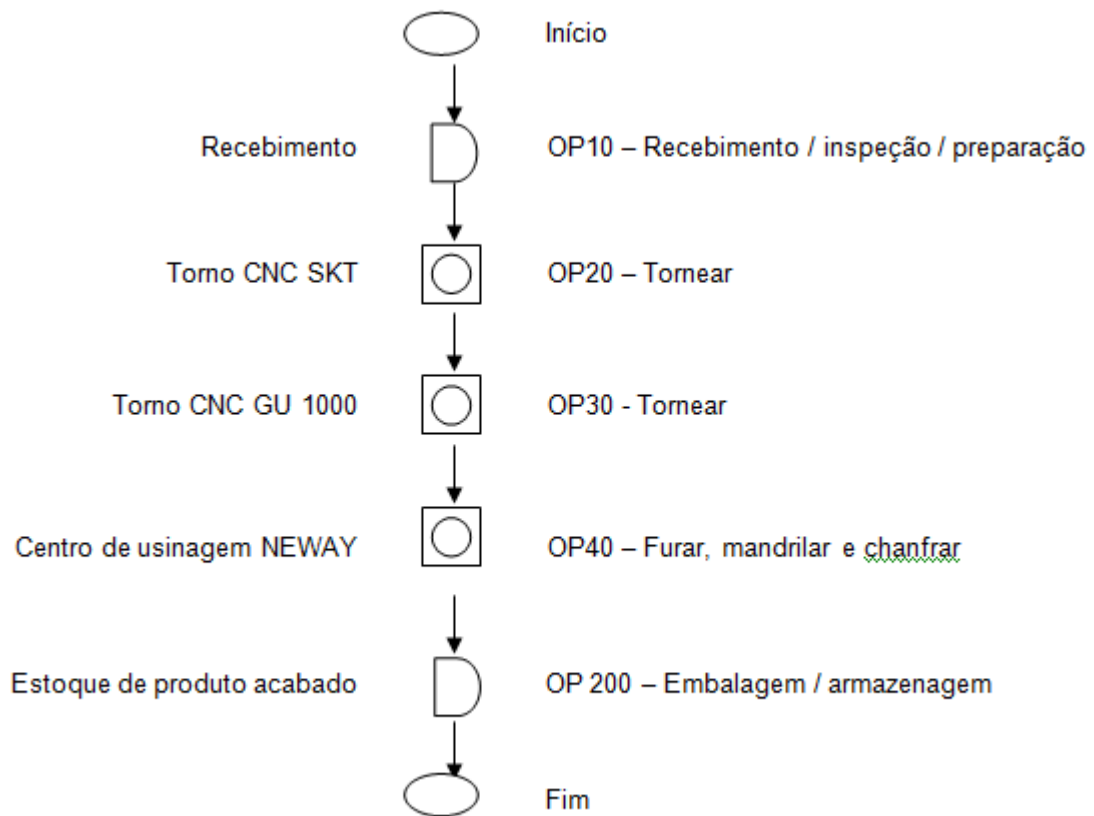 Início
Recebimento
OP10 – Recebimento / inspeção / preparação
Torno CNC SKT
OP20 – Tornear
Torno CNC GU 1000
OP30 - Tornear
Centro de usinagem NEWAY
OP40 – Furar, mandrilar e chanfrar
Estoque de produto acabado
OP 200 – Embalagem / armazenagem
Fim